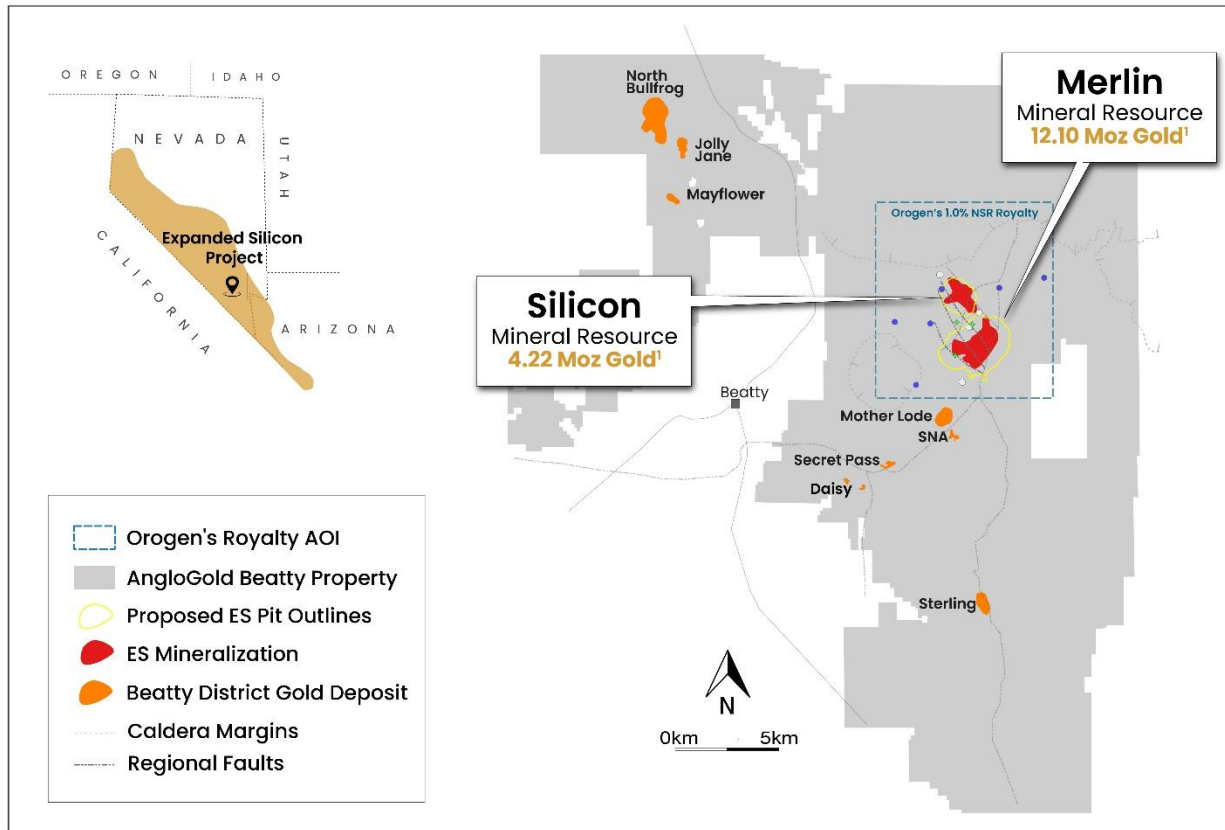 OREGON
IDAHO
NEVADA
UTAH
CALIFORNIA
Expanded Silicon
Project
ARIZONA
Orogen's Royalty AOI
AngloGold Beatty Property
Proposed ES Pit Outlines
ES Mineralization
Beatty District Gold Deposit
Caldera Margins
Regional Faults
North
Bullfrog
Jolly
Jane
Mayflower
Merlin
Mineral Resource
12.10 Moz Gold¹
Orogen's 1.0% NSR Royalty
Silicon
Mineral Resource
4.22 Moz Gold¹
Beatty
Mother Lode
SNA
Secret Pass
Daisy
Sterling
N
0km
5km